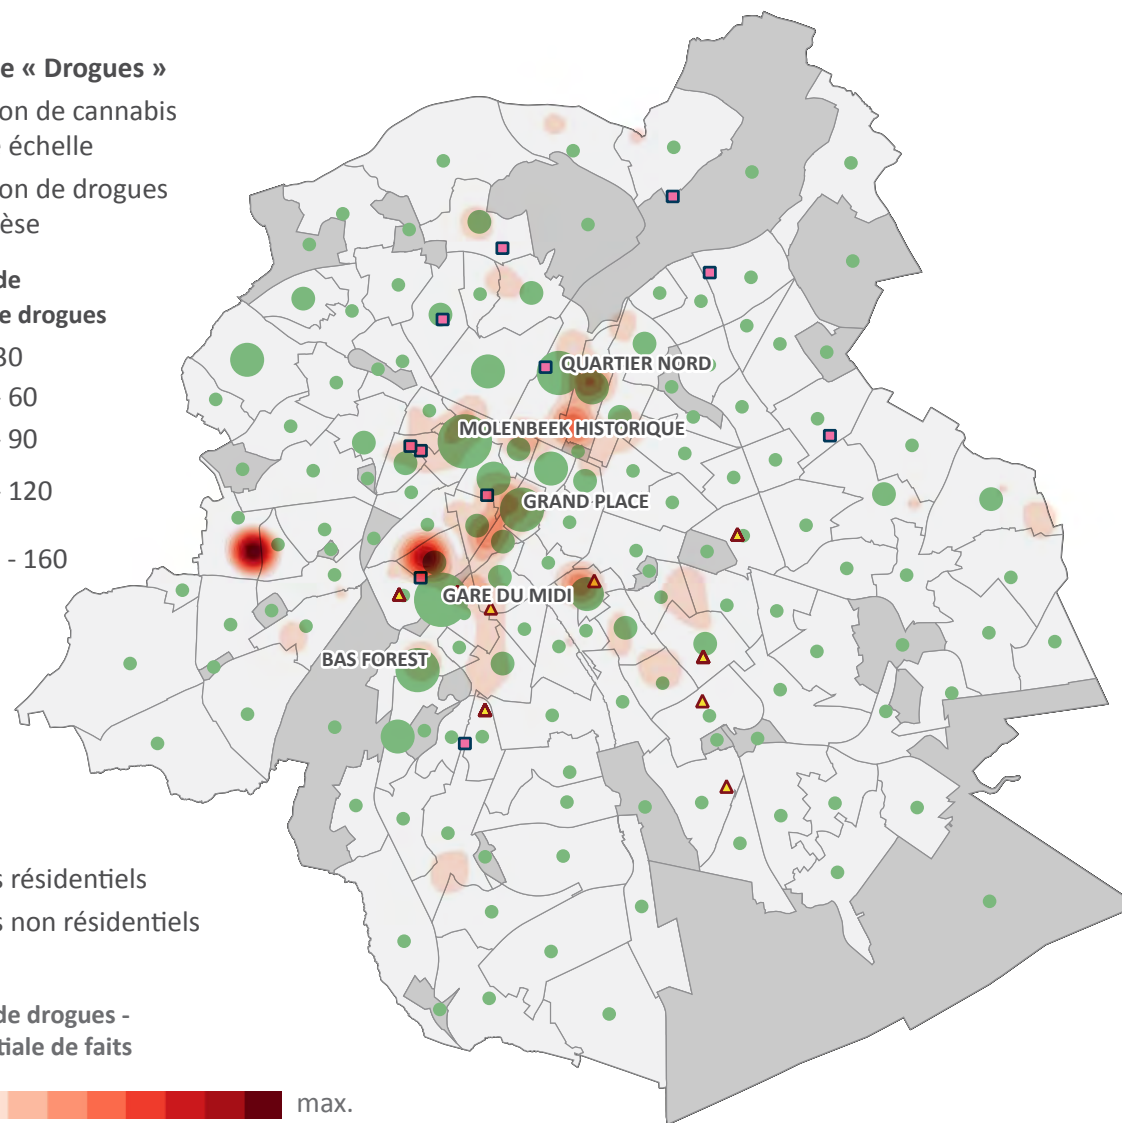 e « Drogues »
on de cannabis
échelle
on de drogues
èse
de
e drogues
30
60
90
120
- 160
QUARTIER NORD
MOLENBEEK HISTORIQUE
GRAND PLACE
GARE DU MIDI
BAS FOREST
s résidentiels
s non résidentiels
de drogues -
tiale de faits
max.